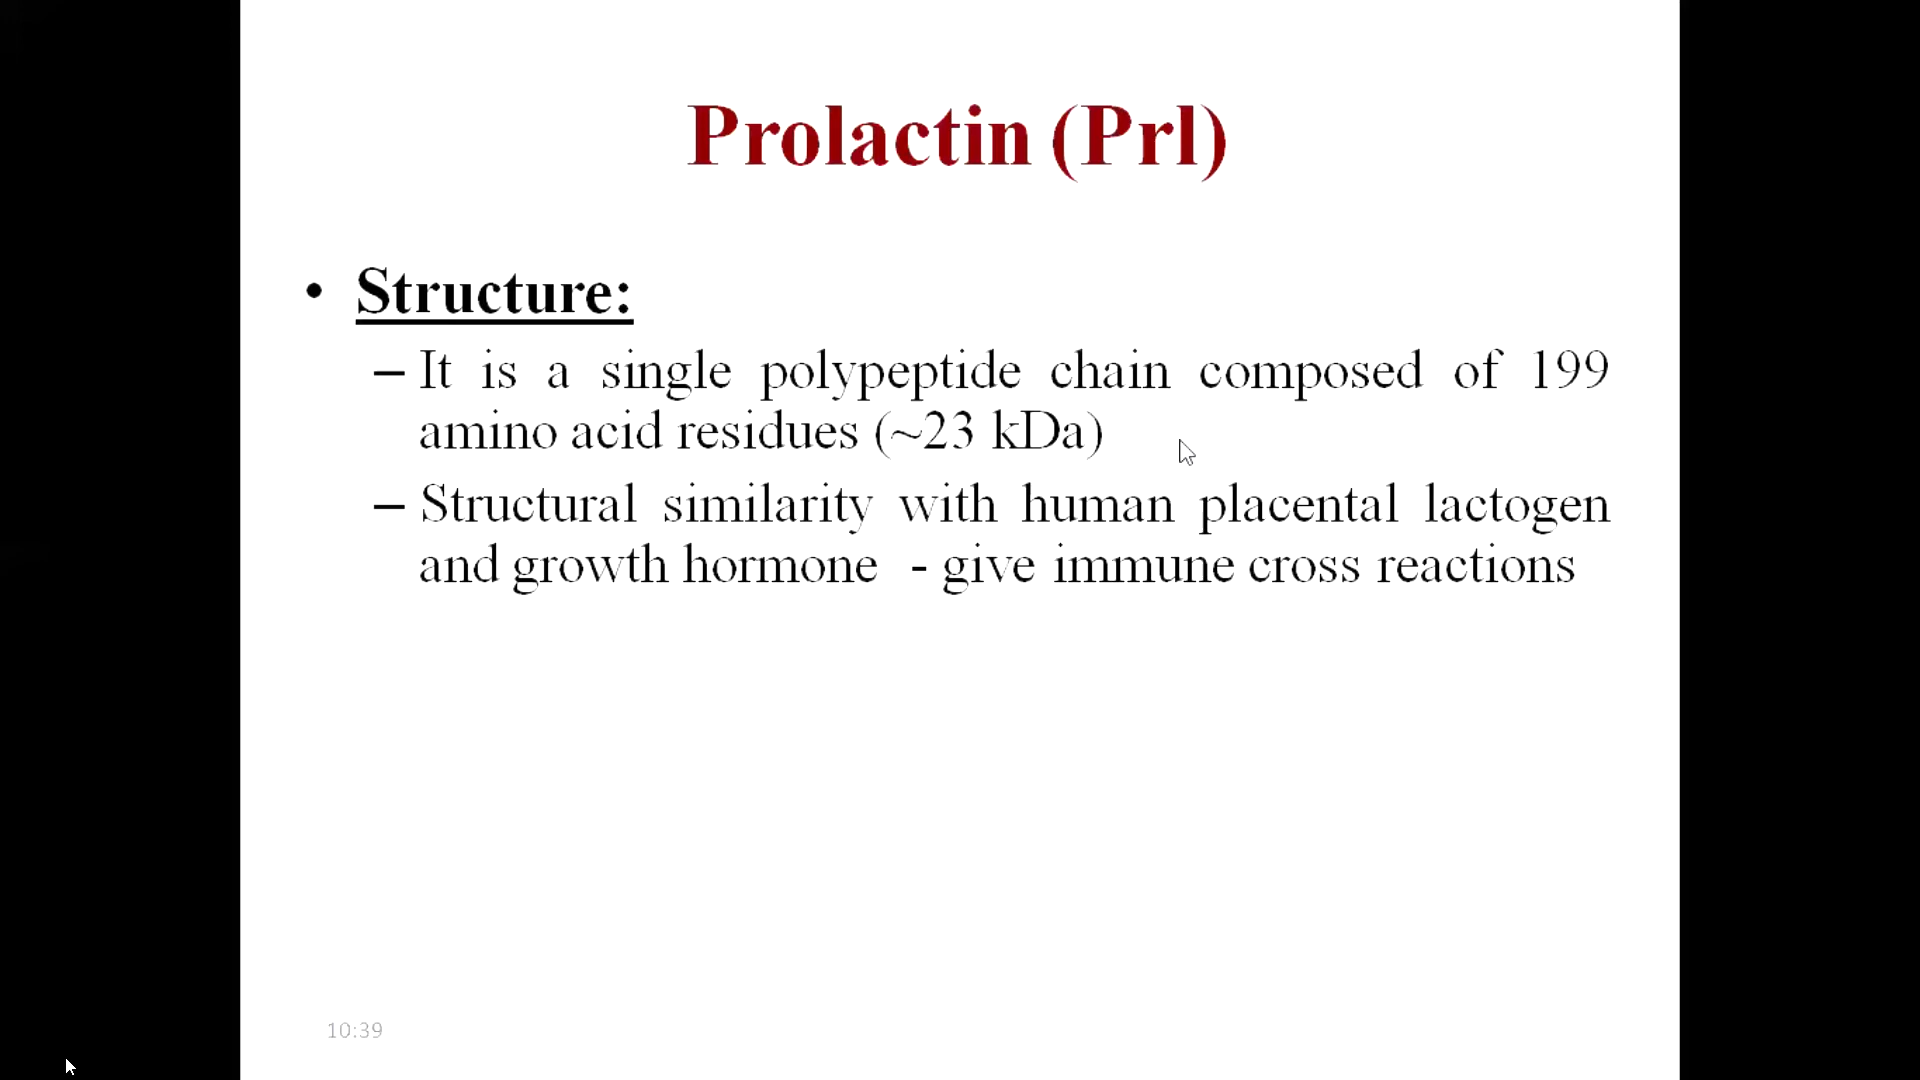 Prolactin (Prl)
• Structure:
– It is a single polypeptide chain composed of 199
amino acid residues (~23 kDa)
– Structural similarity with human placental lactogen
and growth hormone - give immune cross reactions
10:39